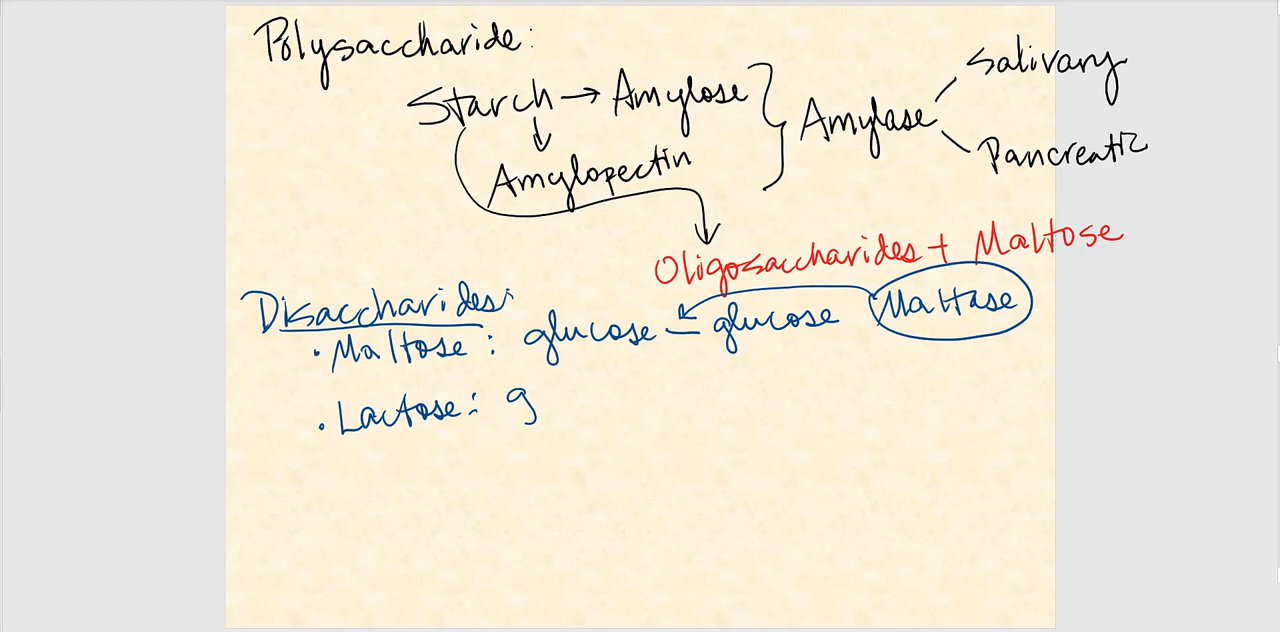 Polysaccharide:
Starch → Amylose } Amylase Salivary
Amylopectin Pancreatic
Oligosaccharides + Maltose
Disaccharides:
• Maltose: glucose – glucose Maltase
• Lactose: g